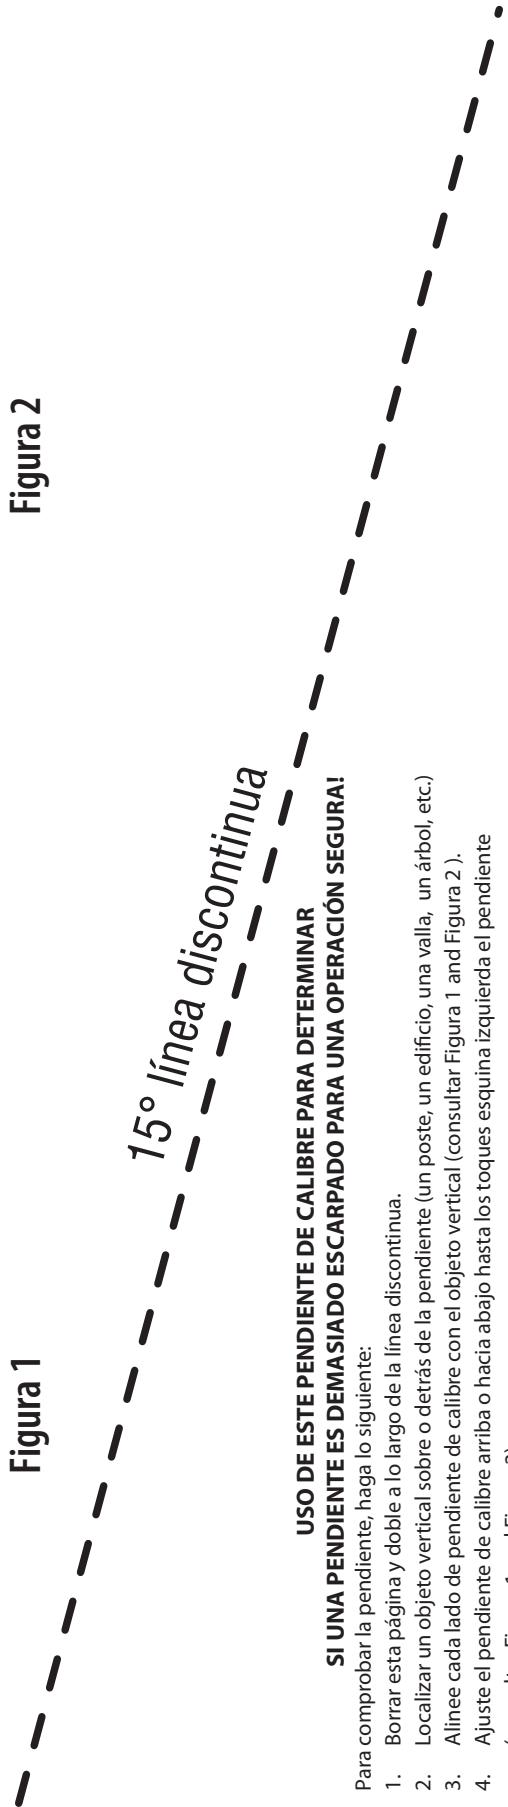 Figura 1
Figura 2
15° línea discontinua
USO DE ESTE PENDIENTE DE CALIBRE PARA DETERMINAR
SI UNA PENDIENTE ES DEMASIADO ESCARPADO PARA UNA OPERACIÓN SEGURA!
Para comprobar la pendiente, haga lo siguiente:
1. Borrar esta página y doble a lo largo de la línea discontinua.
2. Localizar un objeto vertical sobre o detrás de la pendiente (un poste, un edificio, una valla, un árbol, etc.)
3. Alinee cada lado de pendiente de calibre con el objeto vertical (consultar Figura 1 and Figura 2 ).
4. Ajuste el pendiente de calibre arriba o hacia abajo hasta los toques esquina izquierda el pendiente